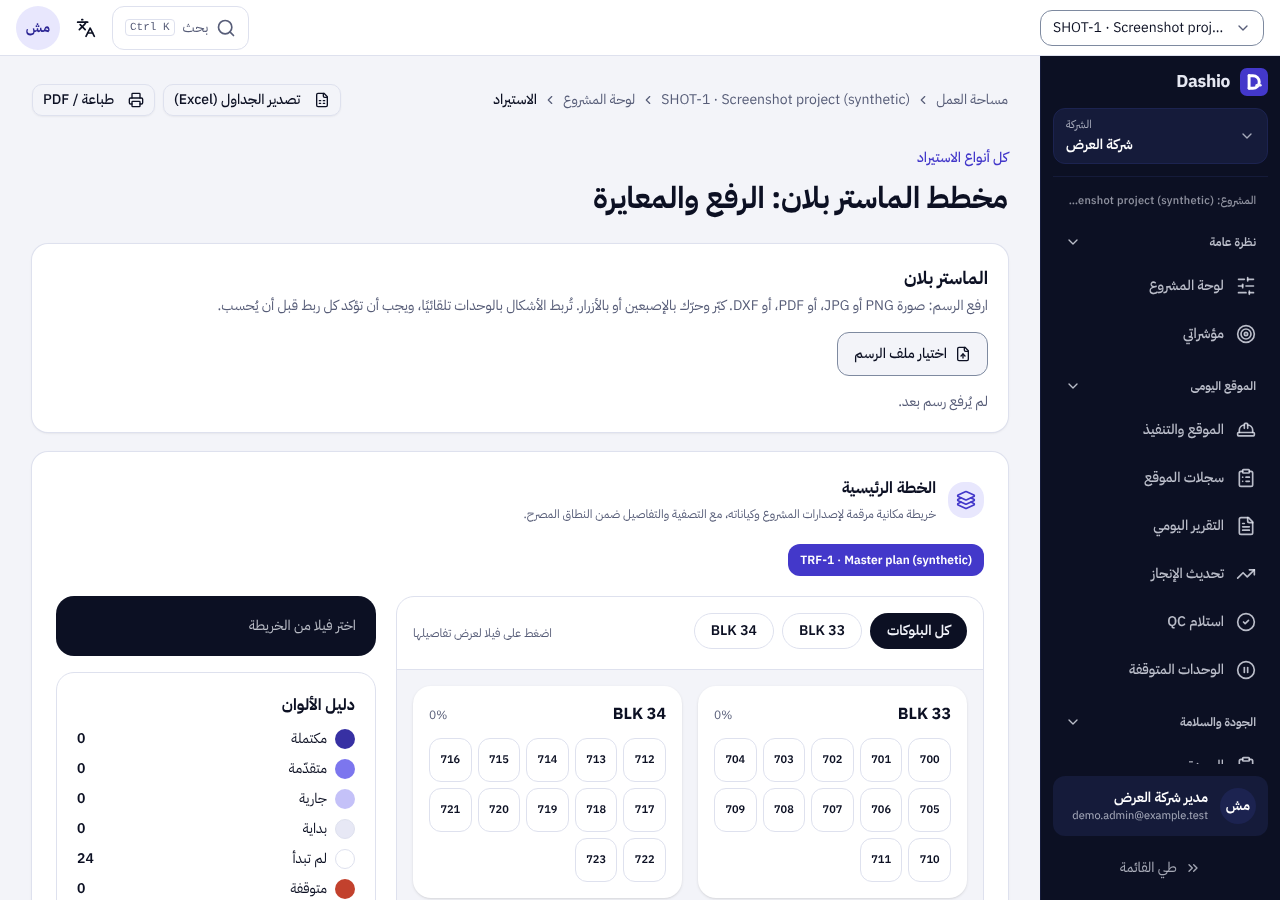 SHOT-1 · Screenshot proj...
بحث Ctrl K
مش
Dashio
الشركة
شركة العرض
المشروع: enshot project (synthetic)...
نظرة عامة
لوحة المشروع
مؤشراتي
الموقع اليومي
الموقع والتنفيذ
سجلات الموقع
التقرير اليومي
تحديث الإنجاز
استلام QC
الوحدات المتوقفة
الجودة والسلامة
مش
مدير شركة العرض
demo.admin@example.test
طي القائمة
مساحة العمل
SHOT-1 · Screenshot project (synthetic)
لوحة المشروع
الاستيراد
تصدير الجداول (Excel)
طباعة / PDF
كل أنواع الاستيراد
مخطط الماستر بلان: الرفع والمعايرة
الماستر بلان
ارفع الرسم: صورة PNG أو JPG، أو PDF، أو DXF. كبّر وحرّك بالإصبعين أو بالأزرار. تُربط الأشكال بالوحدات تلقائيًا، ويجب أن تؤكد كل ربط قبل أن يُحسب.
اختيار ملف الرسم
لم يُرفع رسم بعد.
الخطة الرئيسية
خريطة مكانية مرقمة لإصدارات المشروع وكياناته، مع التصفية والتفاصيل ضمن النطاق المصرح.
TRF-1 · Master plan (synthetic)
كل البلوكات
BLK 33
BLK 34
اضغط على فيلا لعرض تفاصيلها
BLK 33
0%
700 701 702 703 704
705 706 707 708 709
710 711
BLK 34
0%
712 713 714 715 716
717 718 719 720 721
722 723
اختر فيلا من الخريطة
دليل الألوان
مكتملة 0
متقدّمة 0
جارية 0
بداية 0
لم تبدأ 24
متوقفة 0